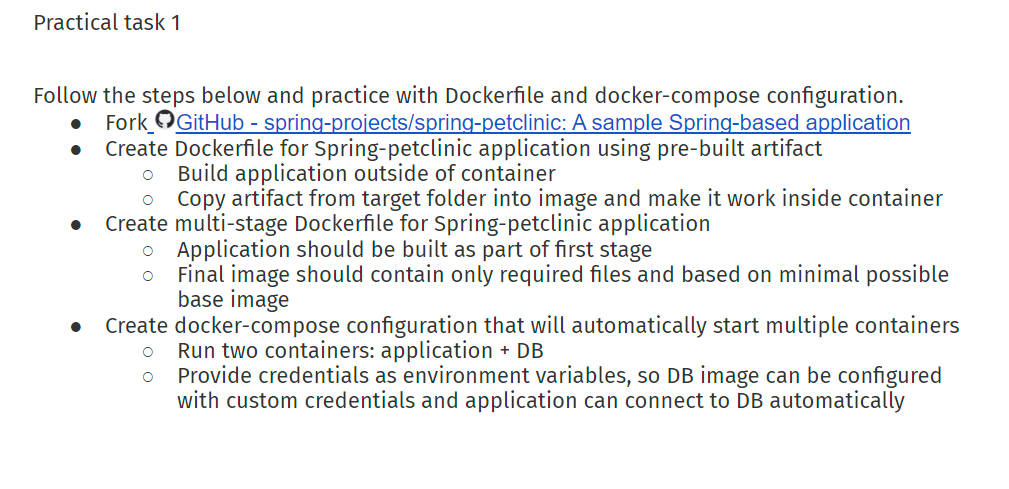 Practical task 1
Follow the steps below and practice with Dockerfile and docker-compose configuration.
● Fork GitHub - spring-projects/spring-petclinic: A sample Spring-based application
● Create Dockerfile for Spring-petclinic application using pre-built artifact
○ Build application outside of container
○ Copy artifact from target folder into image and make it work inside container
● Create multi-stage Dockerfile for Spring-petclinic application
○ Application should be built as part of first stage
○ Final image should contain only required files and based on minimal possible
base image
● Create docker-compose configuration that will automatically start multiple containers
○ Run two containers: application + DB
○ Provide credentials as environment variables, so DB image can be configured
with custom credentials and application can connect to DB automatically